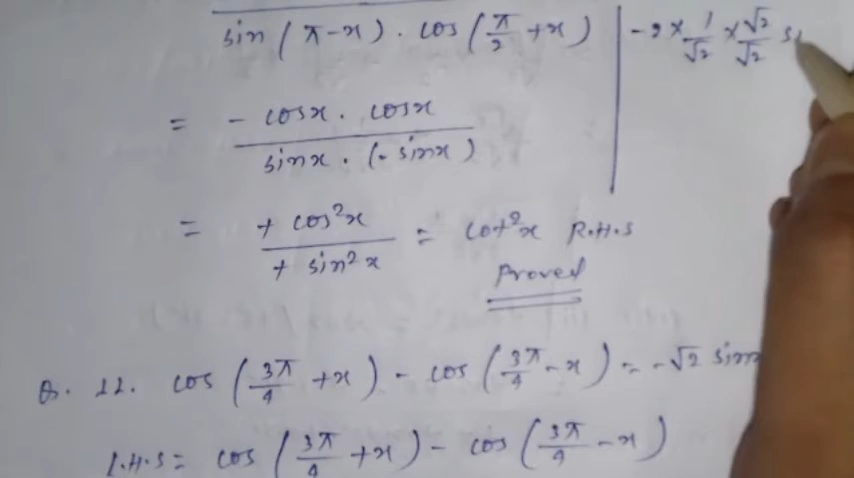 sin(π-x) . cos(π/2 +x) | -2 × 1/√2 × √2/√2
= - cosx . cosx / sinx . (- sinx)
= + cos²x / + sin²x = cot²x R.H.S
Proved
Q. 11. cos(3π/4 +x) - cos(3π/4 -x) = -√2 sinx
L.H.S = cos(3π/4 +x) - cos(3π/4 -x)